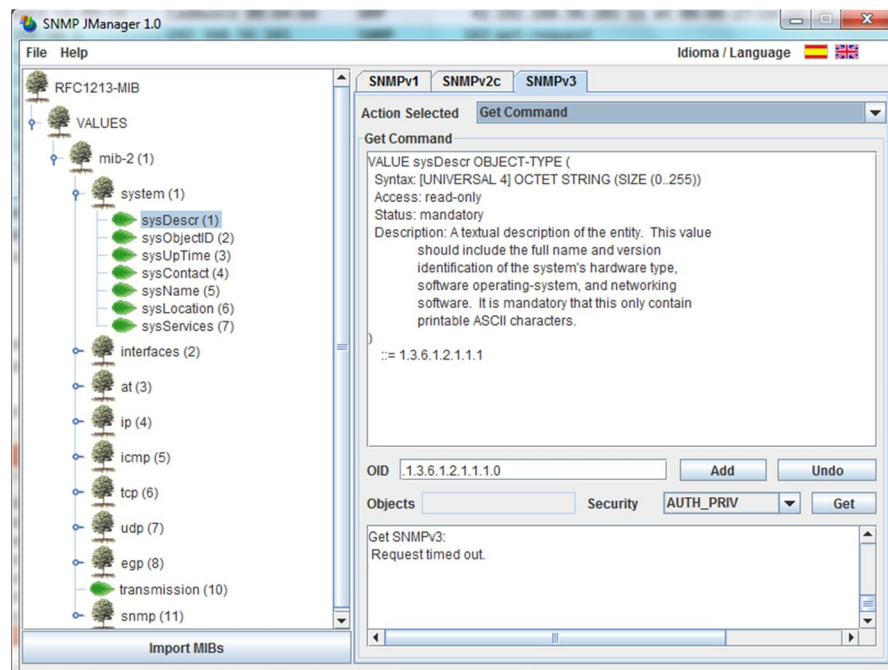 SNMP JManager 1.0
File Help
Idioma / Language
RFC1213-MIB
VALUES
mib-2 (1)
system (1)
sysDescr (1)
sysObjectID (2)
sysUpTime (3)
sysContact (4)
sysName (5)
sysLocation (6)
sysServices (7)
interfaces (2)
at (3)
ip (4)
icmp (5)
tcp (6)
udp (7)
egp (8)
transmission (10)
snmp (11)
Import MIBs
SNMPv1 SNMPv2c SNMPv3
Action Selected Get Command
Get Command
VALUE sysDescr OBJECT-TYPE (
Syntax: [UNIVERSAL 4] OCTET STRING (SIZE (0..255))
Access: read-only
Status: mandatory
Description: A textual description of the entity. This value
should include the full name and version
identification of the system's hardware type,
software operating-system, and networking
software. It is mandatory that this only contain
printable ASCII characters.
)
::= 1.3.6.1.2.1.1.1
OID .1.3.6.1.2.1.1.1.0 Add Undo
Objects Security AUTH_PRIV Get
Get SNMPv3:
Request timed out.